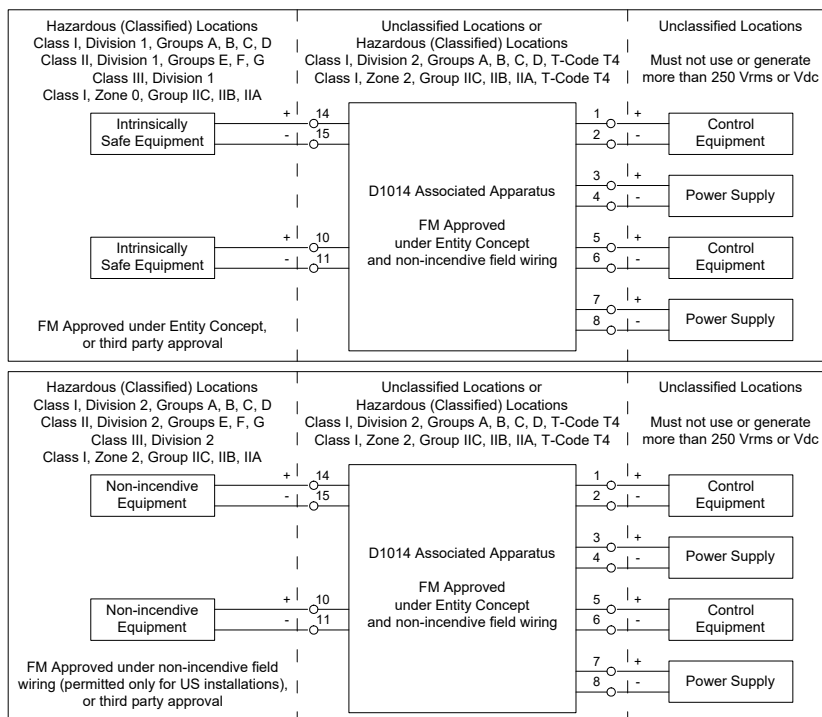 Hazardous (Classified) Locations
Class I, Division 1, Groups A, B, C, D
Class II, Division 1, Groups E, F, G
Class III, Division 1
Class I, Zone 0, Group IIC, IIB, IIA
Unclassified Locations or
Hazardous (Classified) Locations
Class I, Division 2, Groups A, B, C, D, T-Code T4
Class I, Zone 2, Group IIC, IIB, IIA, T-Code T4
Unclassified Locations
Must not use or generate
more than 250 Vrms or Vdc
Intrinsically
Safe Equipment
+ 14
- 15
Intrinsically
Safe Equipment
+ 10
- 11
FM Approved under Entity Concept,
or third party approval
D1014 Associated Apparatus
FM Approved
under Entity Concept
and non-incendive field wiring
1 +
2 -
Control
Equipment
3 +
4 -
Power Supply
5 +
6 -
Control
Equipment
7 +
8 -
Power Supply
Hazardous (Classified) Locations
Class I, Division 2, Groups A, B, C, D
Class II, Division 2, Groups E, F, G
Class III, Division 2
Class I, Zone 2, Group IIC, IIB, IIA
Unclassified Locations or
Hazardous (Classified) Locations
Class I, Division 2, Groups A, B, C, D, T-Code T4
Class I, Zone 2, Group IIC, IIB, IIA, T-Code T4
Unclassified Locations
Must not use or generate
more than 250 Vrms or Vdc
Non-incendive
Equipment
+ 14
- 15
Non-incendive
Equipment
+ 10
- 11
FM Approved under non-incendive field
wiring (permitted only for US installations),
or third party approval
D1014 Associated Apparatus
FM Approved
under Entity Concept
and non-incendive field wiring
1 +
2 -
Control
Equipment
3 +
4 -
Power Supply
5 +
6 -
Control
Equipment
7 +
8 -
Power Supply